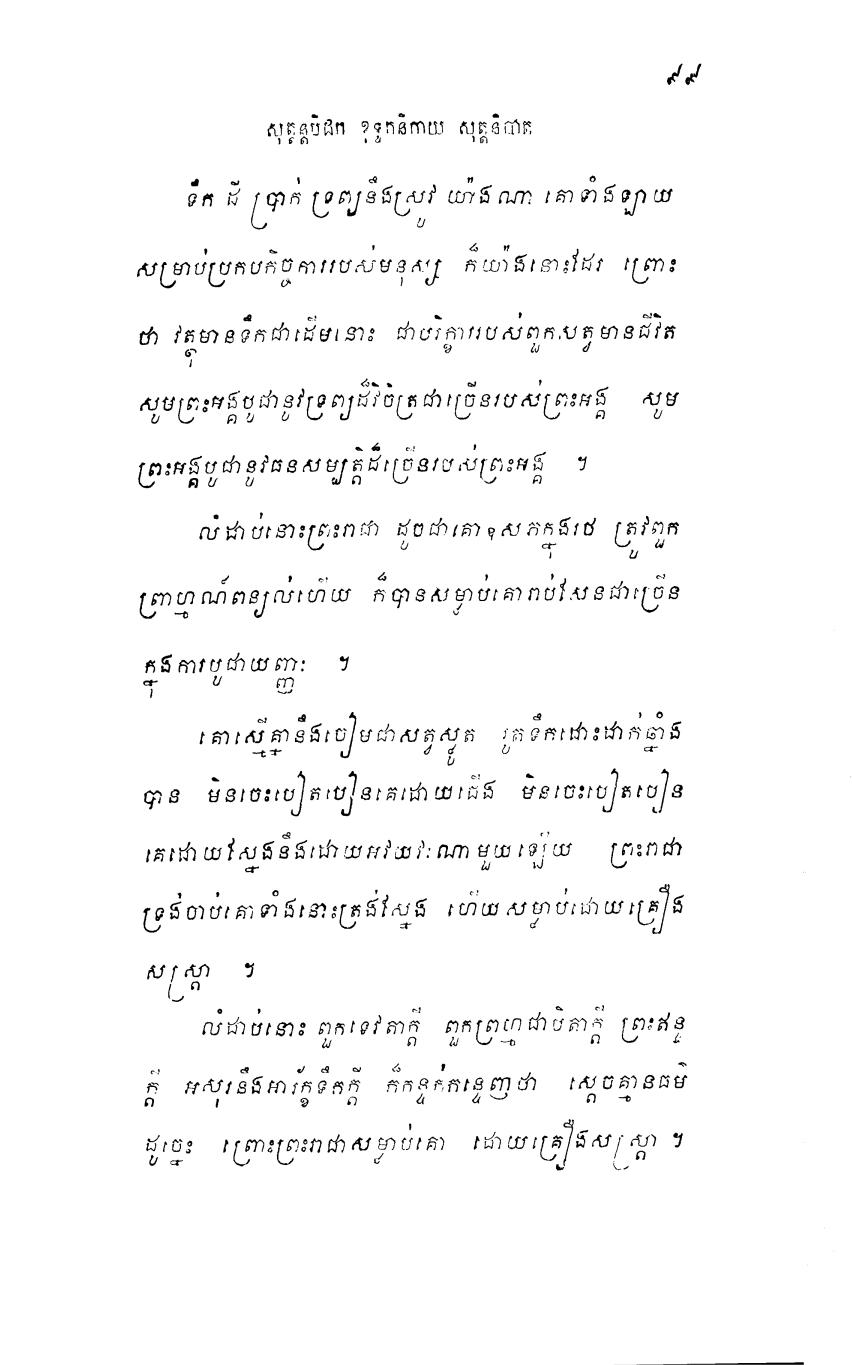 ៩៩
សុត្តន្តបិដក ខុទ្ទកនិកាយ សុត្តនិបាត
ទឹក ដី ប្រាក់ ទ្រព្យនឹងស្រូវ យ៉ាងណា គោទាំងឡាយ
សម្រាប់ប្រកបកិច្ចការរបស់មនុស្ស ក៏យ៉ាងនោះដែរ ព្រោះ
ថា វត្ថុមានទឹកជាដើមនោះ ជាបរិក្ខាររបស់ពួកសត្វមានជីវិត
សូមព្រះអង្គបូជានូវទ្រព្យដ៏វិចិត្រជាច្រើនរបស់ព្រះអង្គ សូម
ព្រះអង្គបូជានូវធនសម្បត្តិដ៏ច្រើនរបស់ព្រះអង្គ ។
លំដាប់នោះព្រះរាជា ដូចជាគោឧសភក្នុងរថ ត្រូវពួក
ព្រាហ្មណ៍ពន្យល់ហើយ ក៏បានសម្លាប់គោរាប់សែនជាច្រើន
ក្នុងការបូជាយញ្ញៈ ។
គោស្មើគ្នានឹងចៀមជាសត្វស្លូត រូតទឹកដោះដាក់ឆ្នាំង
បាន មិនចេះបៀតបៀនគេដោយជើង មិនចេះបៀតបៀន
គេដោយស្នែងនឹងដោយអវយវៈណាមួយឡើយ ព្រះរាជា
ទ្រង់ចាប់គោទាំងនោះត្រង់ស្នែង ហើយសម្លាប់ដោយគ្រឿង
សស្ត្រា ។
លំដាប់នោះ ពួកទេវតាក្តី ពួកព្រហ្មជាបិតាក្តី ព្រះឥន្ទ
ក្តី អសុរនឹងអារ័ក្ខទឹកក្តី ក៏កន្ទក់កន្ទេញថា ស្តេចគ្មានធម៌
ដូច្នេះ ព្រោះព្រះរាជាសម្លាប់គោ ដោយគ្រឿងសស្ត្រា ។